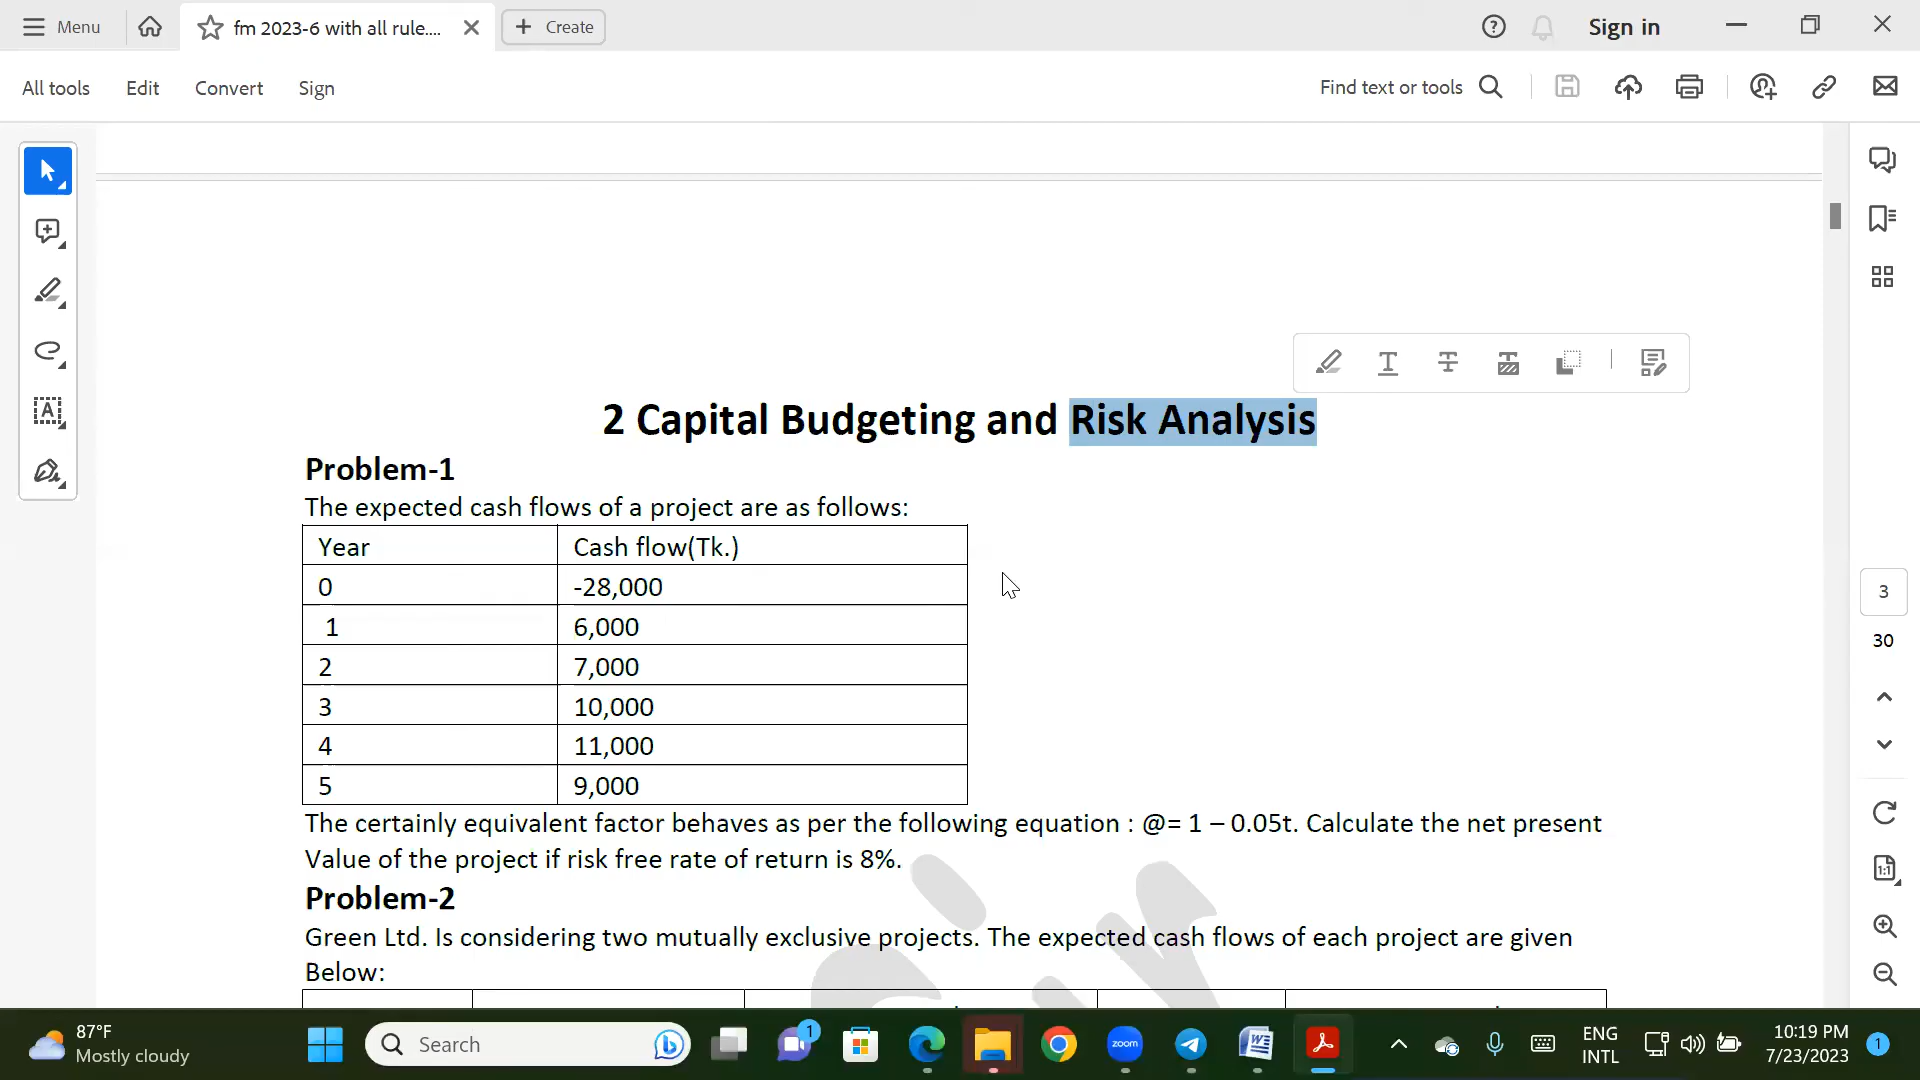 Menu
fm 2023-6 with all rule....
Create
Sign in
All tools
Edit
Convert
Sign
Find text or tools
2 Capital Budgeting and Risk Analysis
Problem-1
The expected cash flows of a project are as follows:
Year Cash flow(Tk.)
0 -28,000
1 6,000
2 7,000
3 10,000
4 11,000
5 9,000
The certainly equivalent factor behaves as per the following equation : @= 1 – 0.05t. Calculate the net present
Value of the project if risk free rate of return is 8%.
Problem-2
Green Ltd. Is considering two mutually exclusive projects. The expected cash flows of each project are given
Below:
3
30
87°F
Mostly cloudy
Search
1
zoom
ENG
INTL
10:19 PM
7/23/2023
1